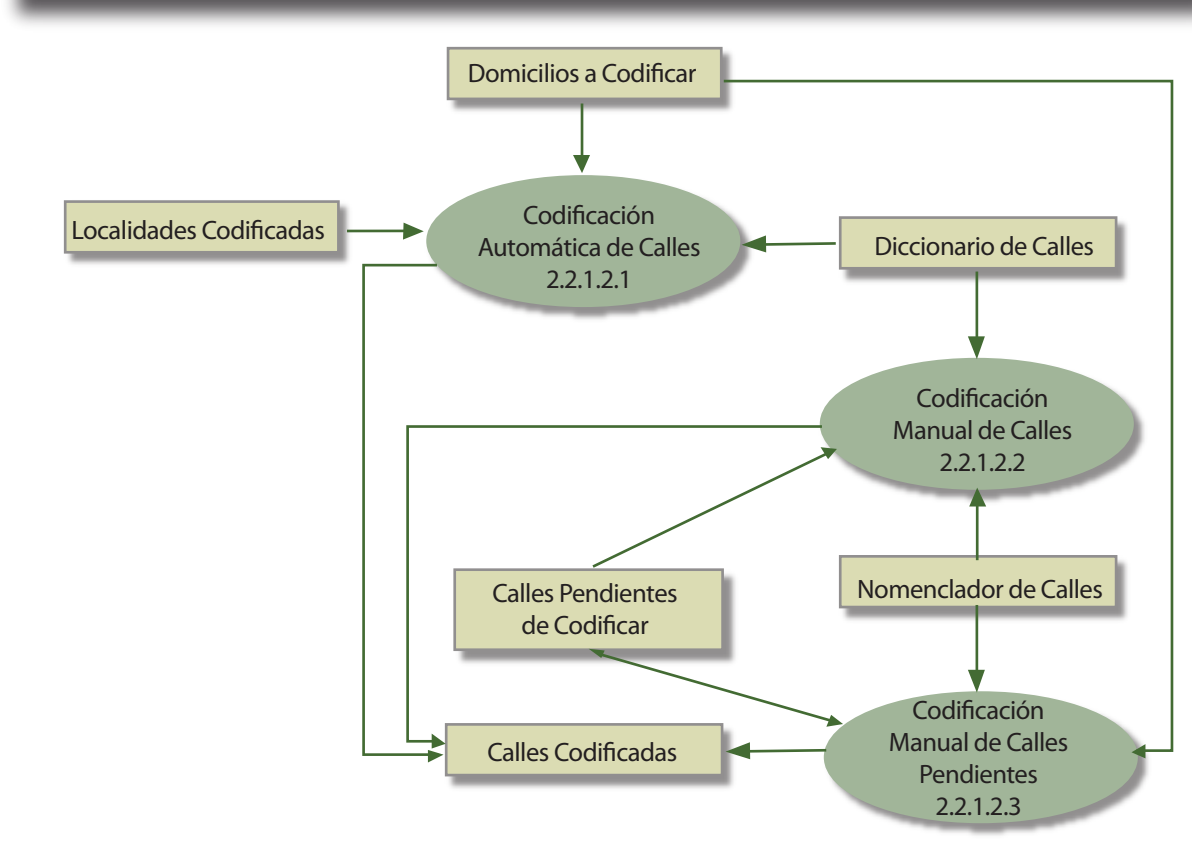 Domicilios a Codificar
Localidades Codificadas
Codificación
Automática de Calles
2.2.1.2.1
Diccionario de Calles
Codificación
Manual de Calles
2.2.1.2.2
Calles Pendientes
de Codificar
Nomenclador de Calles
Calles Codificadas
Codificación
Manual de Calles
Pendientes
2.2.1.2.3